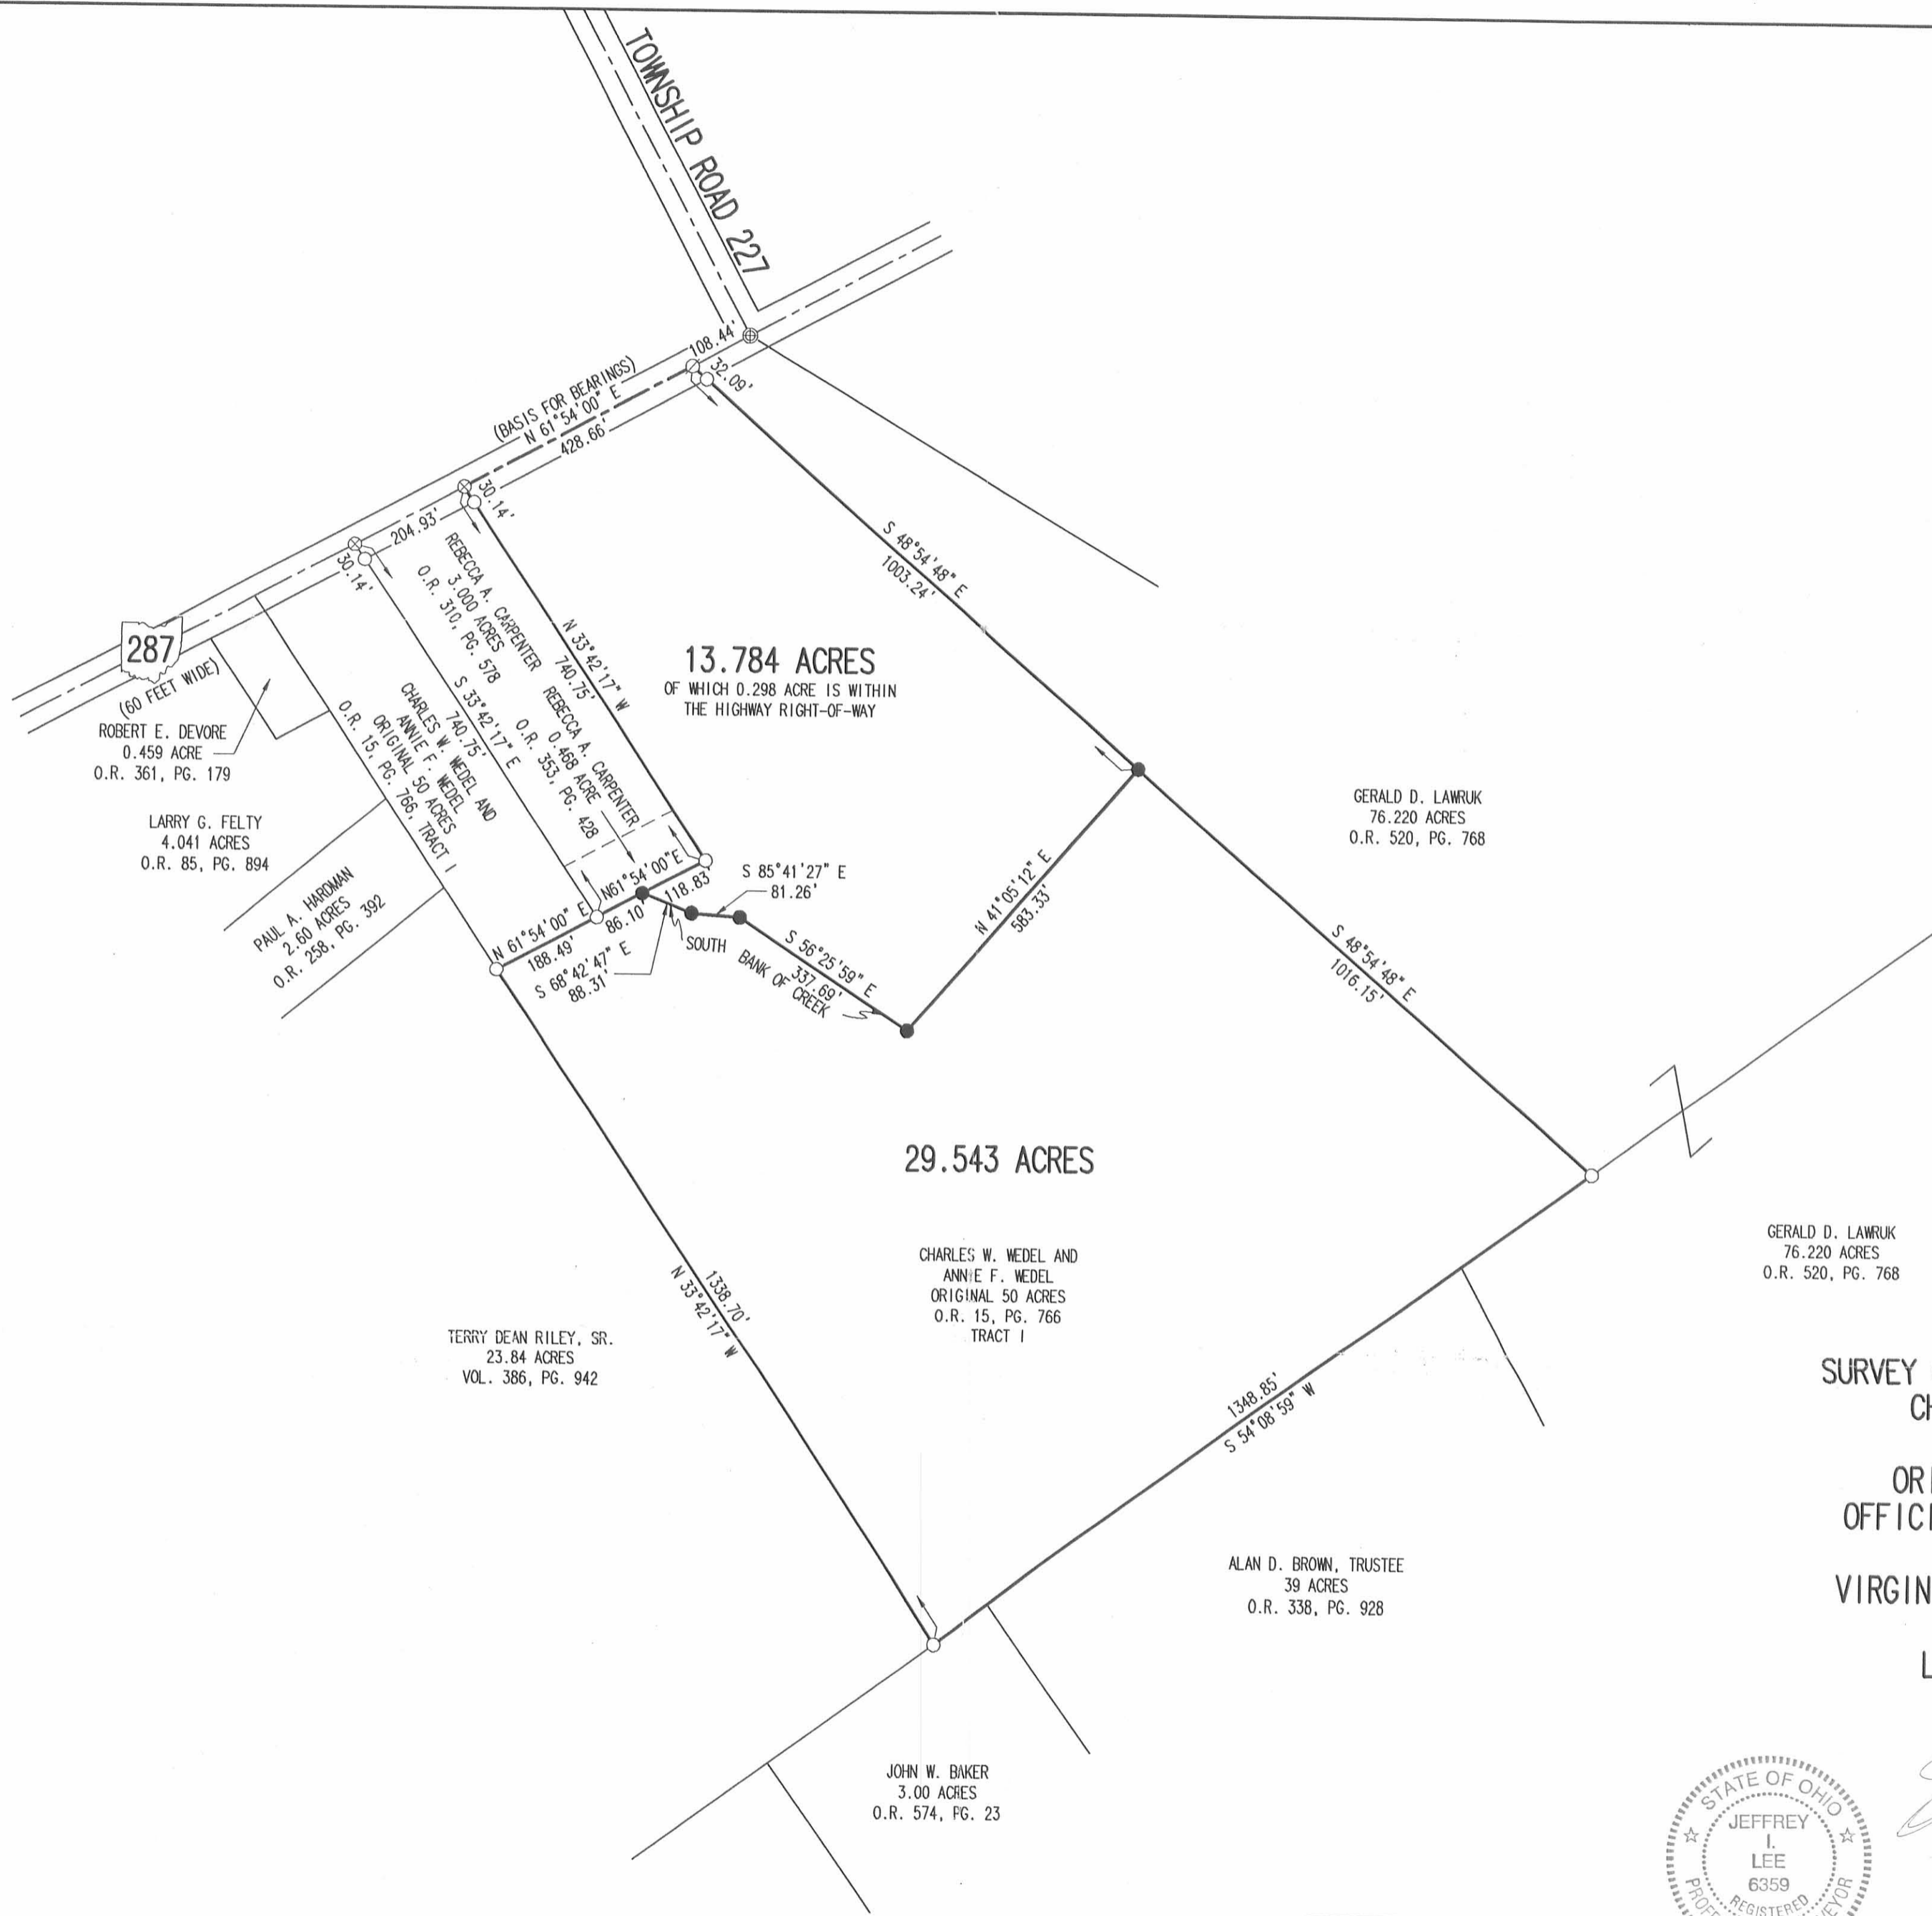 TOWNSHIP ROAD 227
108.44'
32.09'
(BASIS FOR BEARINGS)
N 61°54'00" E
428.66'
30.14'
204.93'
30.14'
287
(60 FEET WIDE)
ROBERT E. DEVORE
0.459 ACRE
O.R. 361, PG. 179
LARRY G. FELTY
4.041 ACRES
O.R. 85, PG. 894
PAUL A. HARDMAN
2.60 ACRES
O.R. 258, PG. 392
CHARLES W. WEDEL AND
ANNIE F. WEDEL
ORIGINAL 50 ACRES
O.R. 15, PG. 766, TRACT I
S 33°42'17" E
740.75'
REBECCA A. CARPENTER
3.000 ACRES
O.R. 310, PG. 578
REBECCA A. CARPENTER
0.468 ACRE
O.R. 353, PG. 428
N 33°42'17" W
740.75'
13.784 ACRES
OF WHICH 0.298 ACRE IS WITHIN
THE HIGHWAY RIGHT-OF-WAY
S 48°54'48" E
1003.24'
GERALD D. LAWRUK
76.220 ACRES
O.R. 520, PG. 768
N61°54'00"E
118.83'
S 85°41'27" E
81.26'
N 61°54'00" E
188.49'
86.10'
S 68°42'47" E
88.31'
SOUTH BANK OF CREEK
S 56°25'59" E
337.69'
N 41°05'12" E
583.33'
S 48°54'48" E
1016.15'
29.543 ACRES
CHARLES W. WEDEL AND
ANNIE F. WEDEL
ORIGINAL 50 ACRES
O.R. 15, PG. 766
TRACT I
GERALD D. LAWRUK
76.220 ACRES
O.R. 520, PG. 768
1338.70'
N 33°42'17" W
TERRY DEAN RILEY, SR.
23.84 ACRES
VOL. 386, PG. 942
1348.85'
S 54°08'59" W
ALAN D. BROWN, TRUSTEE
39 ACRES
O.R. 338, PG. 928
JOHN W. BAKER
3.00 ACRES
O.R. 574, PG. 23
SURVEY
CH
ORI
OFFICI
VIRGIN
L
STATE OF OHIO
JEFFREY
I.
LEE
6359
REGISTERED